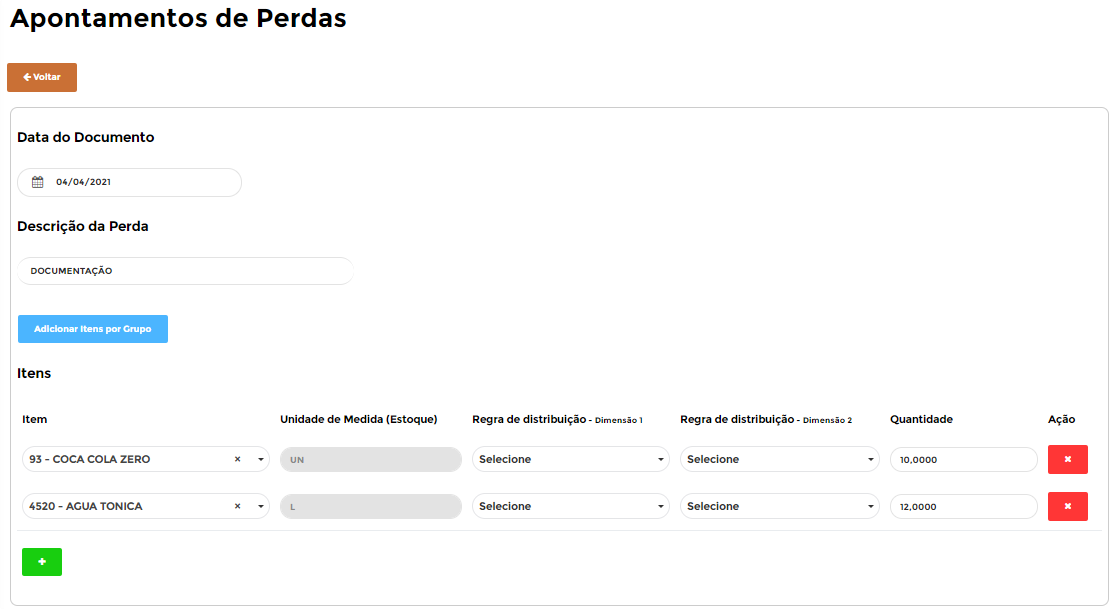 Apontamentos de Perdas
Voltar
Data do Documento
04/04/2021
Descrição da Perda
DOCUMENTAÇÃO
Adicionar Itens por Grupo
Itens
Item Unidade de Medida (Estoque) Regra de distribuição - Dimensão 1 Regra de distribuição - Dimensão 2 Quantidade Ação
93 - COCA COLA ZERO × UN Selecione Selecione 10,0000
4520 - AGUA TONICA × L Selecione Selecione 12,0000